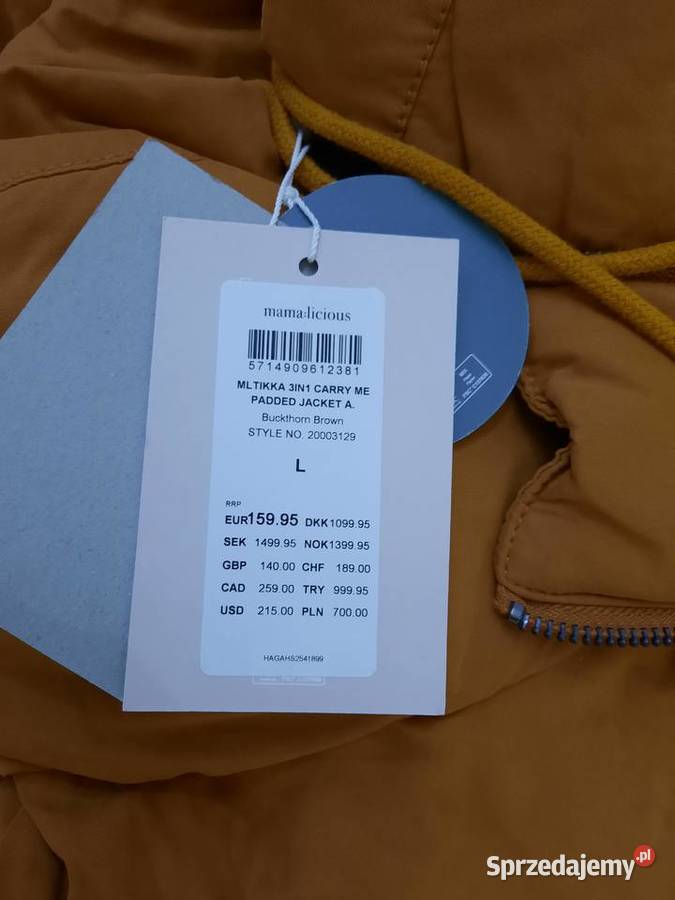 mama:licious
5714909612381
MLTIKKA 3IN1 CARRY ME
PADDED JACKET A.
Buckthorn Brown
STYLE NO. 20003129
L
RRP
EUR159.95 DKK1099.95
SEK 1499.95 NOK1399.95
GBP 140.00 CHF 189.00
CAD 259.00 TRY 999.95
USD 215.00 PLN 700.00
HAGAHS2541899
MIX
Sprzedajemy.pl